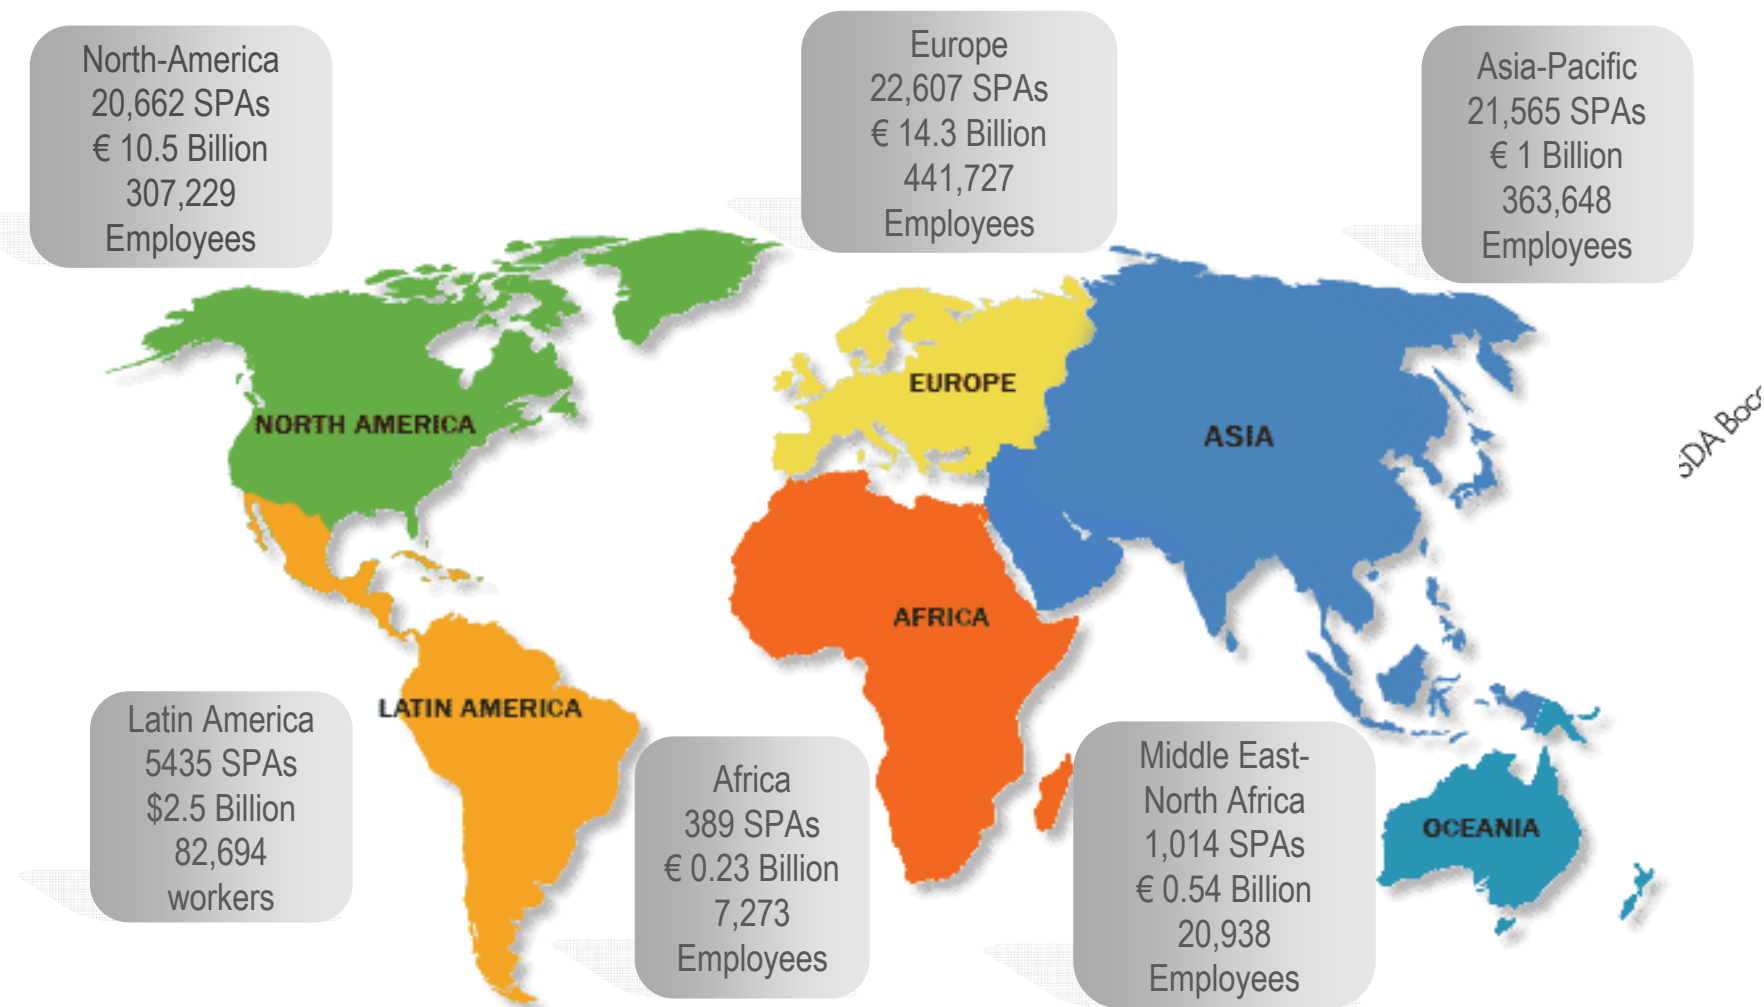 North-America
20,662 SPAs
€ 10.5 Billion
307,229
Employees
Europe
22,607 SPAs
€ 14.3 Billion
441,727
Employees
Asia-Pacific
21,565 SPAs
€ 1 Billion
363,648
Employees
NORTH AMERICA
EUROPE
ASIA
AFRICA
LATIN AMERICA
OCEANIA
Latin America
5435 SPAs
$2.5 Billion
82,694
workers
Africa
389 SPAs
€ 0.23 Billion
7,273
Employees
Middle East-
North Africa
1,014 SPAs
€ 0.54 Billion
20,938
Employees